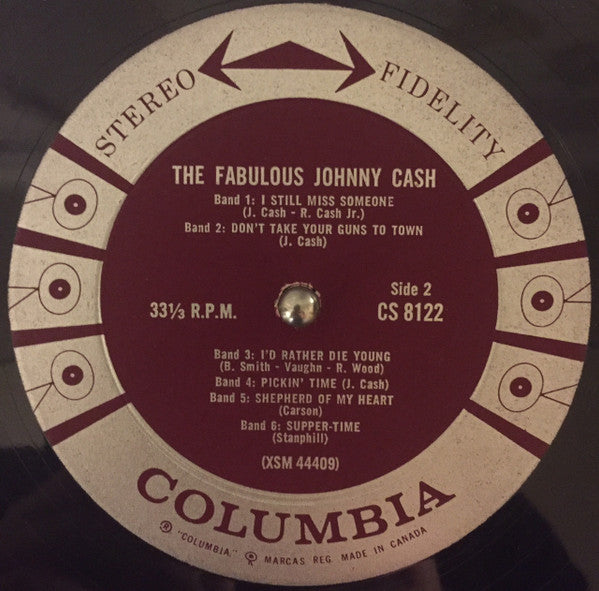 STEREO FIDELITY
THE FABULOUS JOHNNY CASH
Band 1: I STILL MISS SOMEONE
(J. Cash - R. Cash Jr.)
Band 2: DON'T TAKE YOUR GUNS TO TOWN
(J. Cash)
33⅓ R.P.M.
Side 2
CS 8122
Band 3: I'D RATHER DIE YOUNG
(B. Smith - Vaughn - R. Wood)
Band 4: PICKIN' TIME (J. Cash)
Band 5: SHEPHERD OF MY HEART
(Carson)
Band 6: SUPPER-TIME
(Stanphill)
(XSM 44409)
COLUMBIA
® "COLUMBIA," ® MARCAS REG. MADE IN CANADA